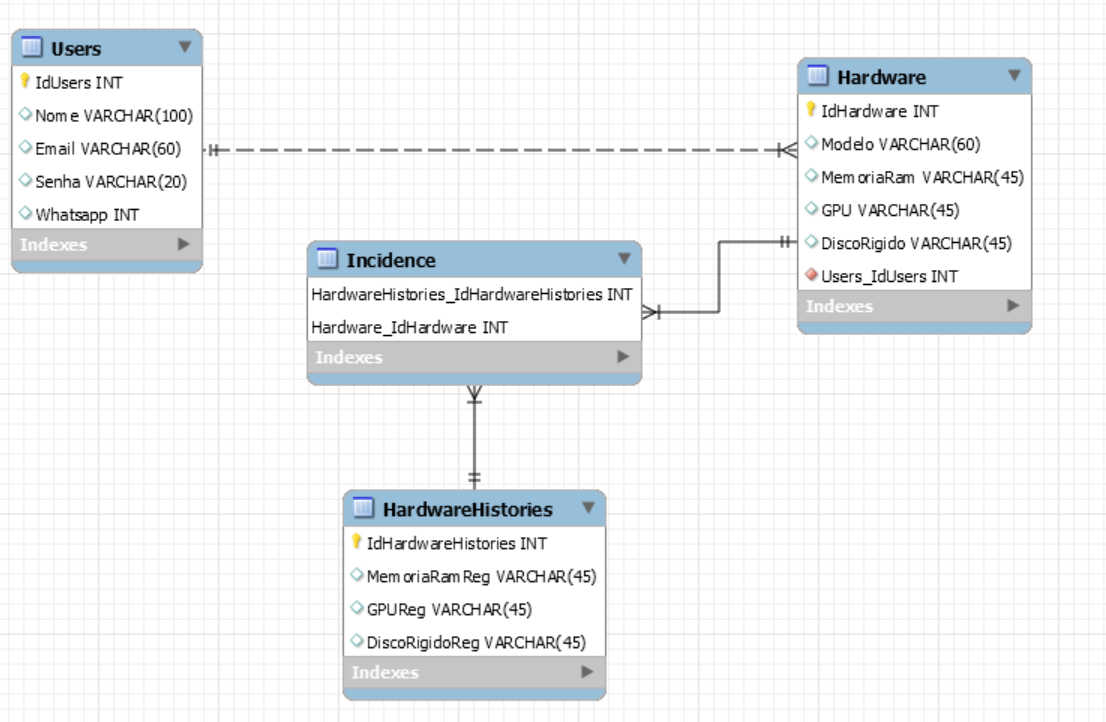 Users
IdUsers INT
Nome VARCHAR(100)
Email VARCHAR(60)
Senha VARCHAR(20)
Whatsapp INT
Indexes
Hardware
IdHardware INT
Modelo VARCHAR(60)
MemoriaRam VARCHAR(45)
GPU VARCHAR(45)
DiscoRigido VARCHAR(45)
Users_IdUsers INT
Indexes
Incidence
HardwareHistories_IdHardwareHistories INT
Hardware_IdHardware INT
Indexes
HardwareHistories
IdHardwareHistories INT
MemoriaRamReg VARCHAR(45)
GPUReg VARCHAR(45)
DiscoRigidoReg VARCHAR(45)
Indexes